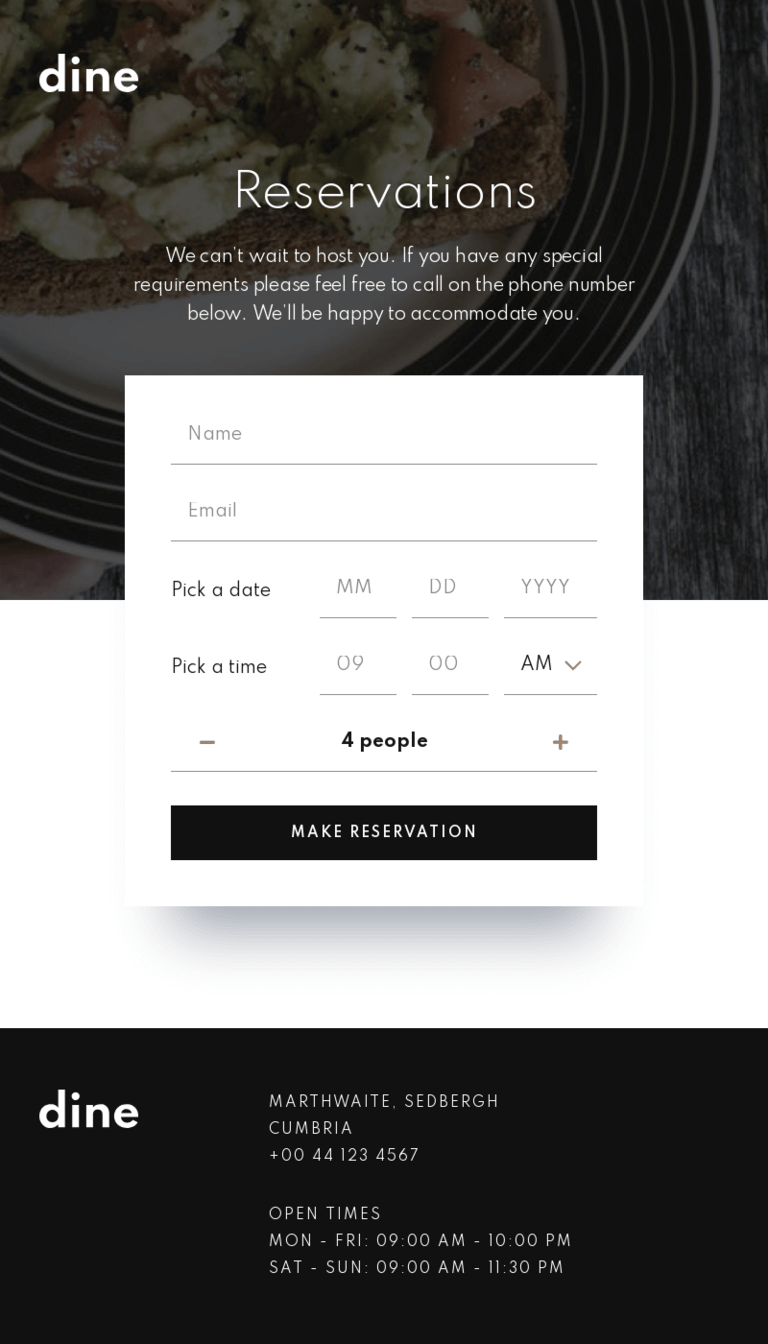 dine
Reservations
We can't wait to host you. If you have any special
requirements please feel free to call on the phone number
below. We'll be happy to accommodate you.
Name
Email
Pick a date MM DD YYYY
Pick a time 09 00 AM
4 people
MAKE RESERVATION
dine
MARTHWAITE, SEDBERGH
CUMBRIA
+00 44 123 4567
OPEN TIMES
MON - FRI: 09:00 AM - 10:00 PM
SAT - SUN: 09:00 AM - 11:30 PM